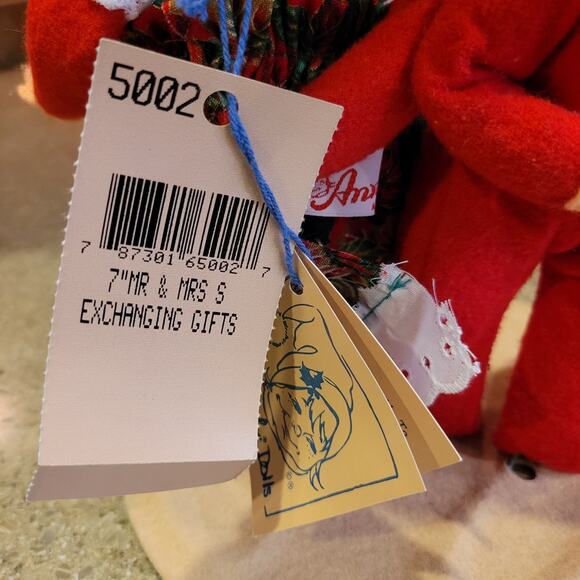 5002
7 87301 65002 7
7"MR & MRS S
EXCHANGING GIFTS
Ann
Dolls